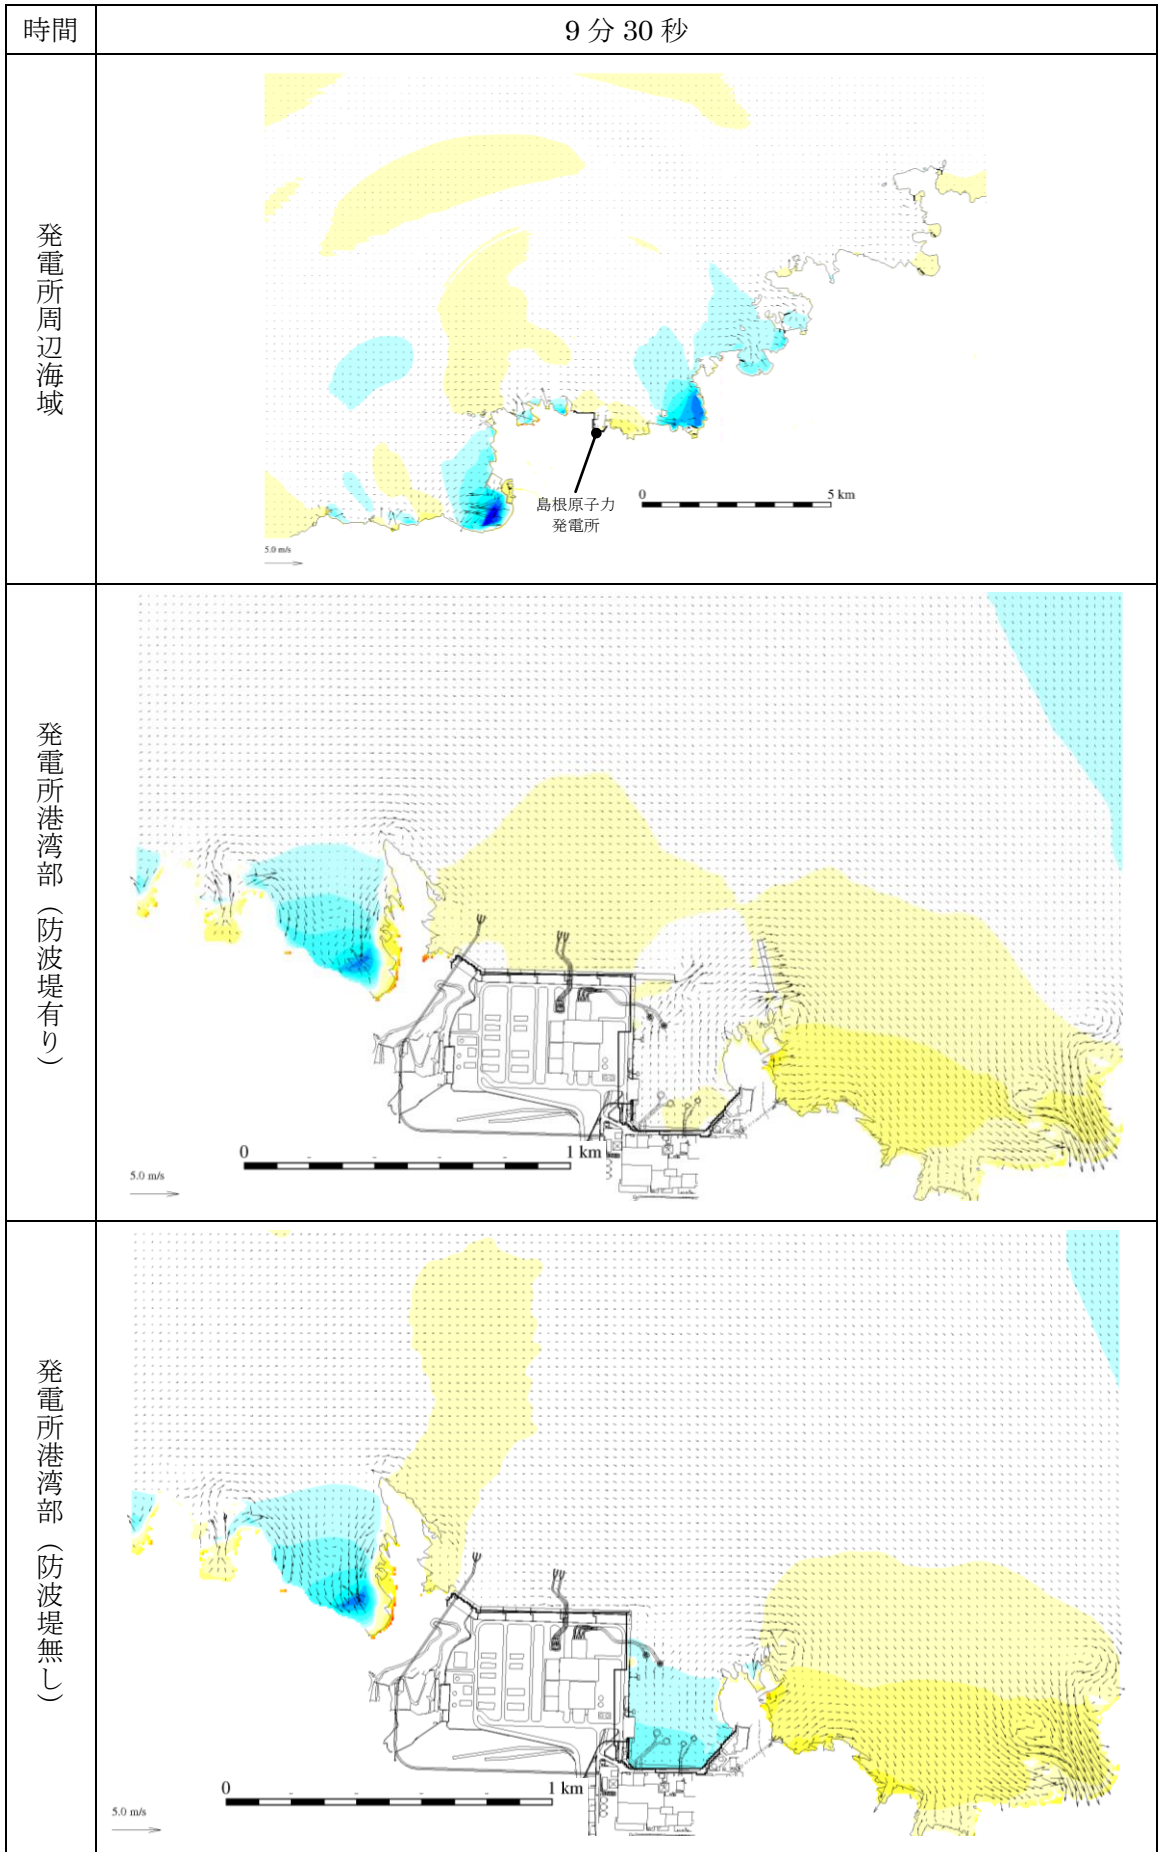 時間
9分30秒
発電所周辺海域
島根原子力
発電所
0
5 km
5.0 m/s
発電所港湾部（防波堤有り）
0
1 km
5.0 m/s
発電所港湾部（防波堤無し）
0
1 km
5.0 m/s